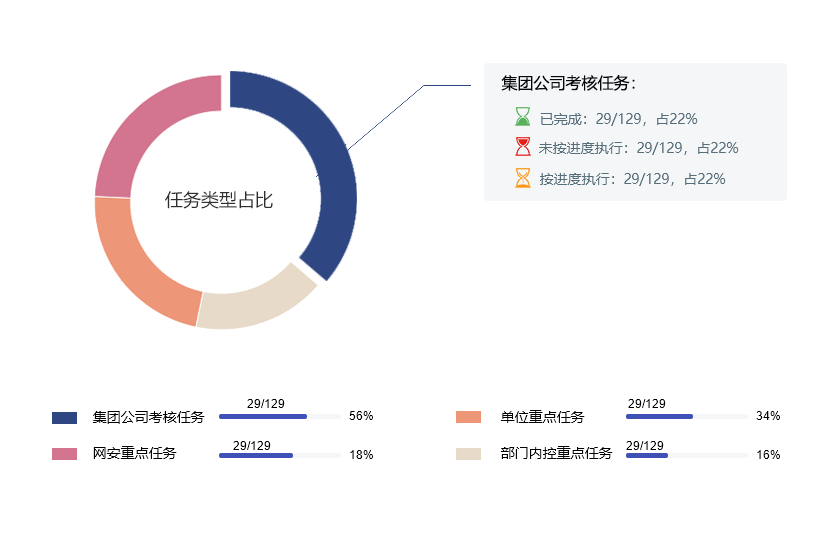 集团公司考核任务：
已完成：29/129，占22%
未按进度执行：29/129，占22%
按进度执行：29/129，占22%
任务类型占比
集团公司考核任务 29/129 56%
单位重点任务 29/129 34%
网安重点任务 29/129 18%
部门内控重点任务 29/129 16%